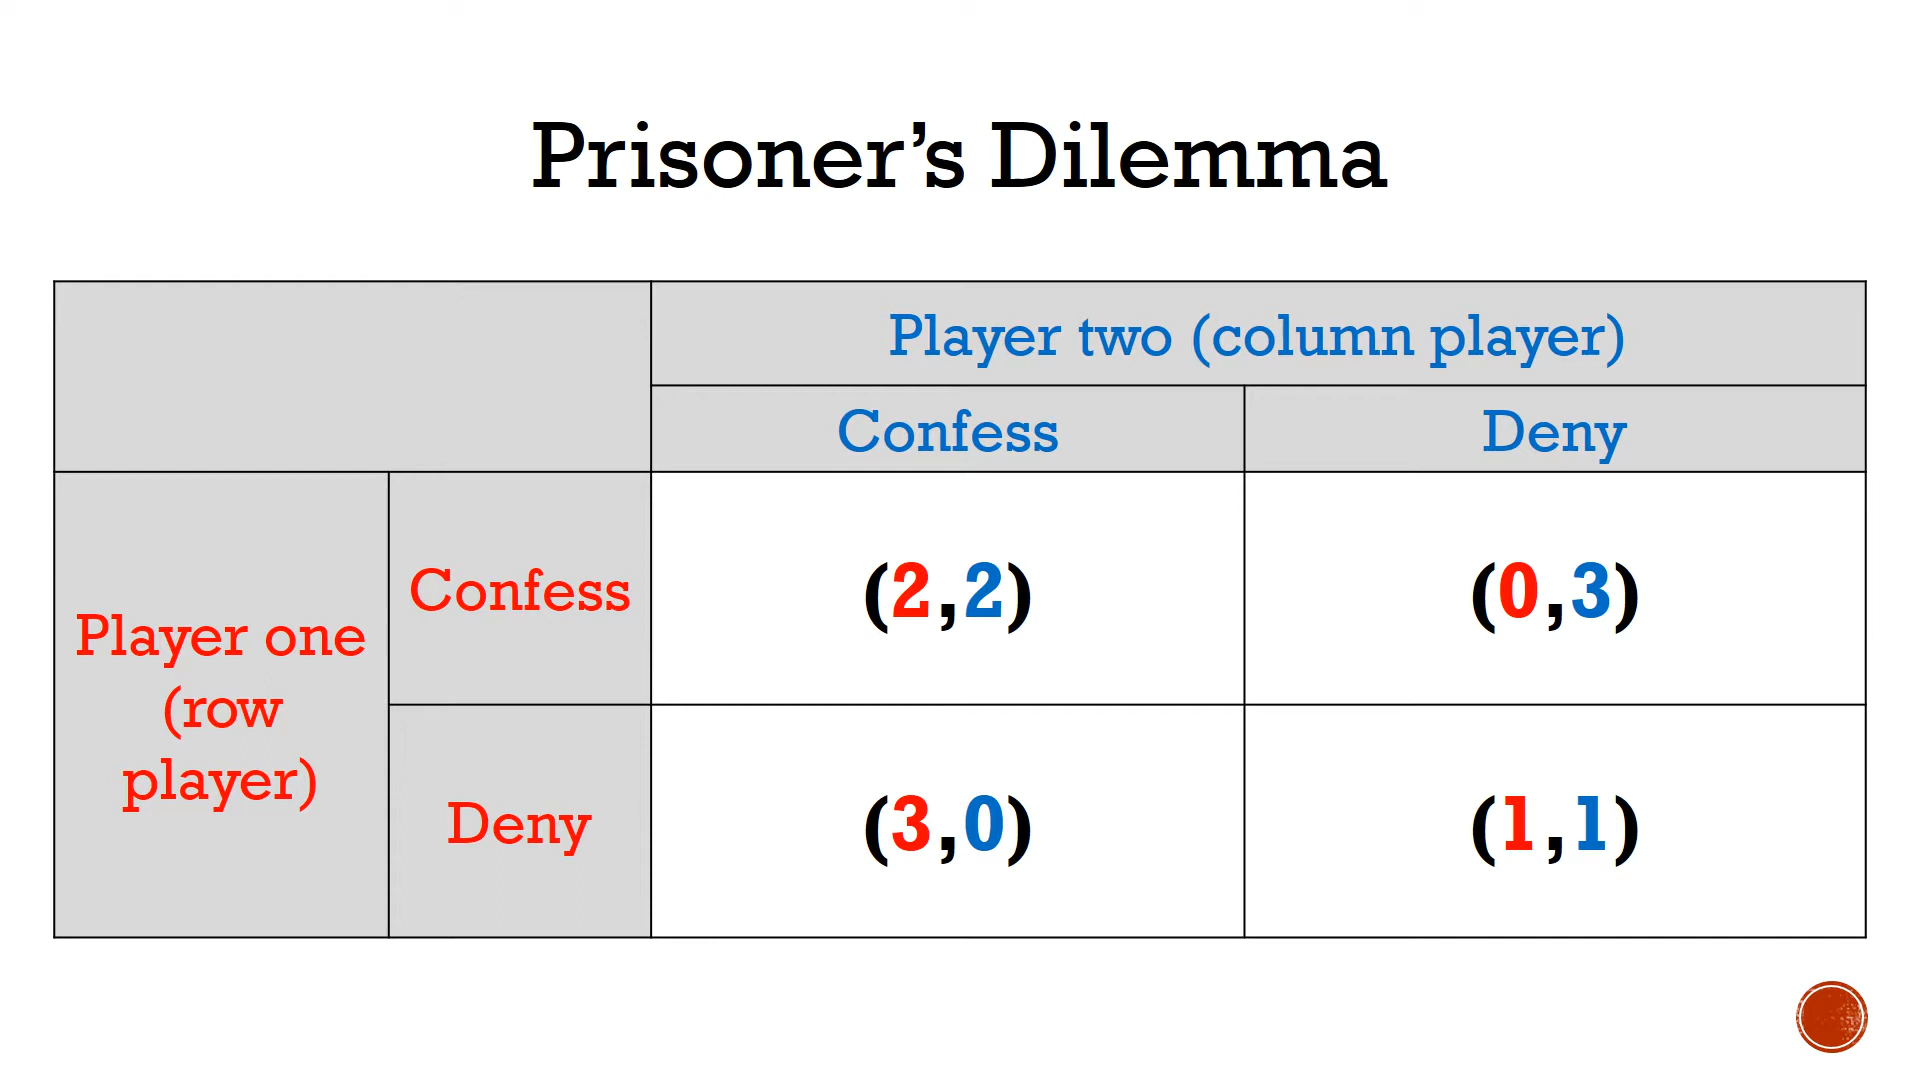 Prisoner’s Dilemma
Player two (column player)
Confess
Deny
Player one
(row
player)
Confess
(2,2)
(0,3)
Deny
(3,0)
(1,1)